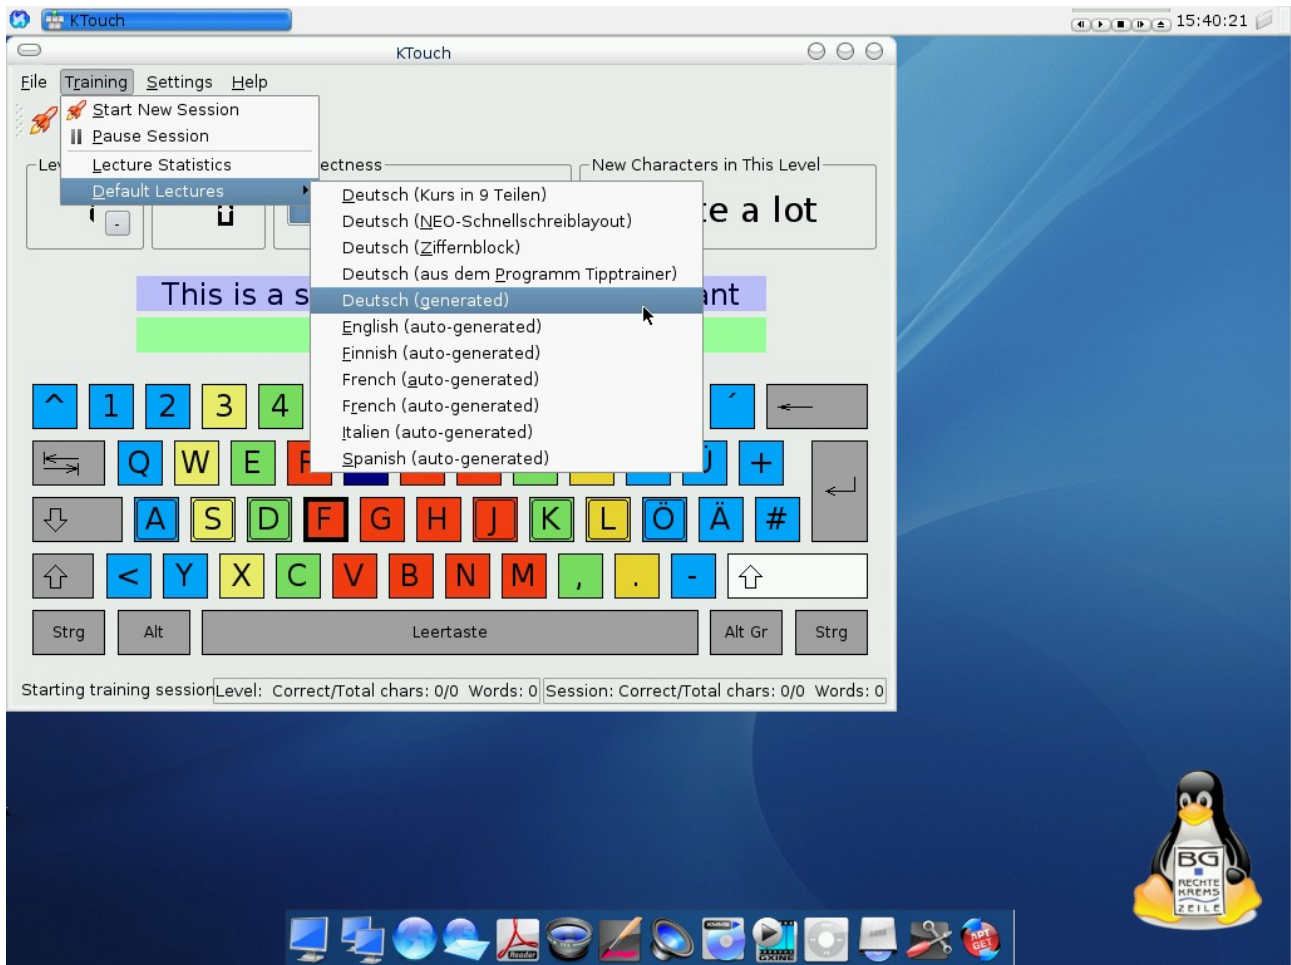 KTouch
15:40:21
KTouch
File Training Settings Help
Start New Session
Pause Session
Lecture Statistics
Default Lectures
New Characters in This Level
a lot
Deutsch (Kurs in 9 Teilen)
Deutsch (NEO-Schnellschreiblayout)
Deutsch (Ziffernblock)
Deutsch (aus dem Programm Tipptrainer)
Deutsch (generated)
English (auto-generated)
Finnish (auto-generated)
French (auto-generated)
French (auto-generated)
Italien (auto-generated)
Spanish (auto-generated)
This is a
^ 1 2 3 4 ´
Q W E Ü +
A S D F G H J K L Ö Ä #
< Y X C V B N M , . -
Strg Alt Leertaste Alt Gr Strg
Starting training session Level: Correct/Total chars: 0/0 Words: 0 Session: Correct/Total chars: 0/0 Words: 0
BG
RECHTE
KREMS
ZEILE
Reader
XMMS
GXINE
APT
GET